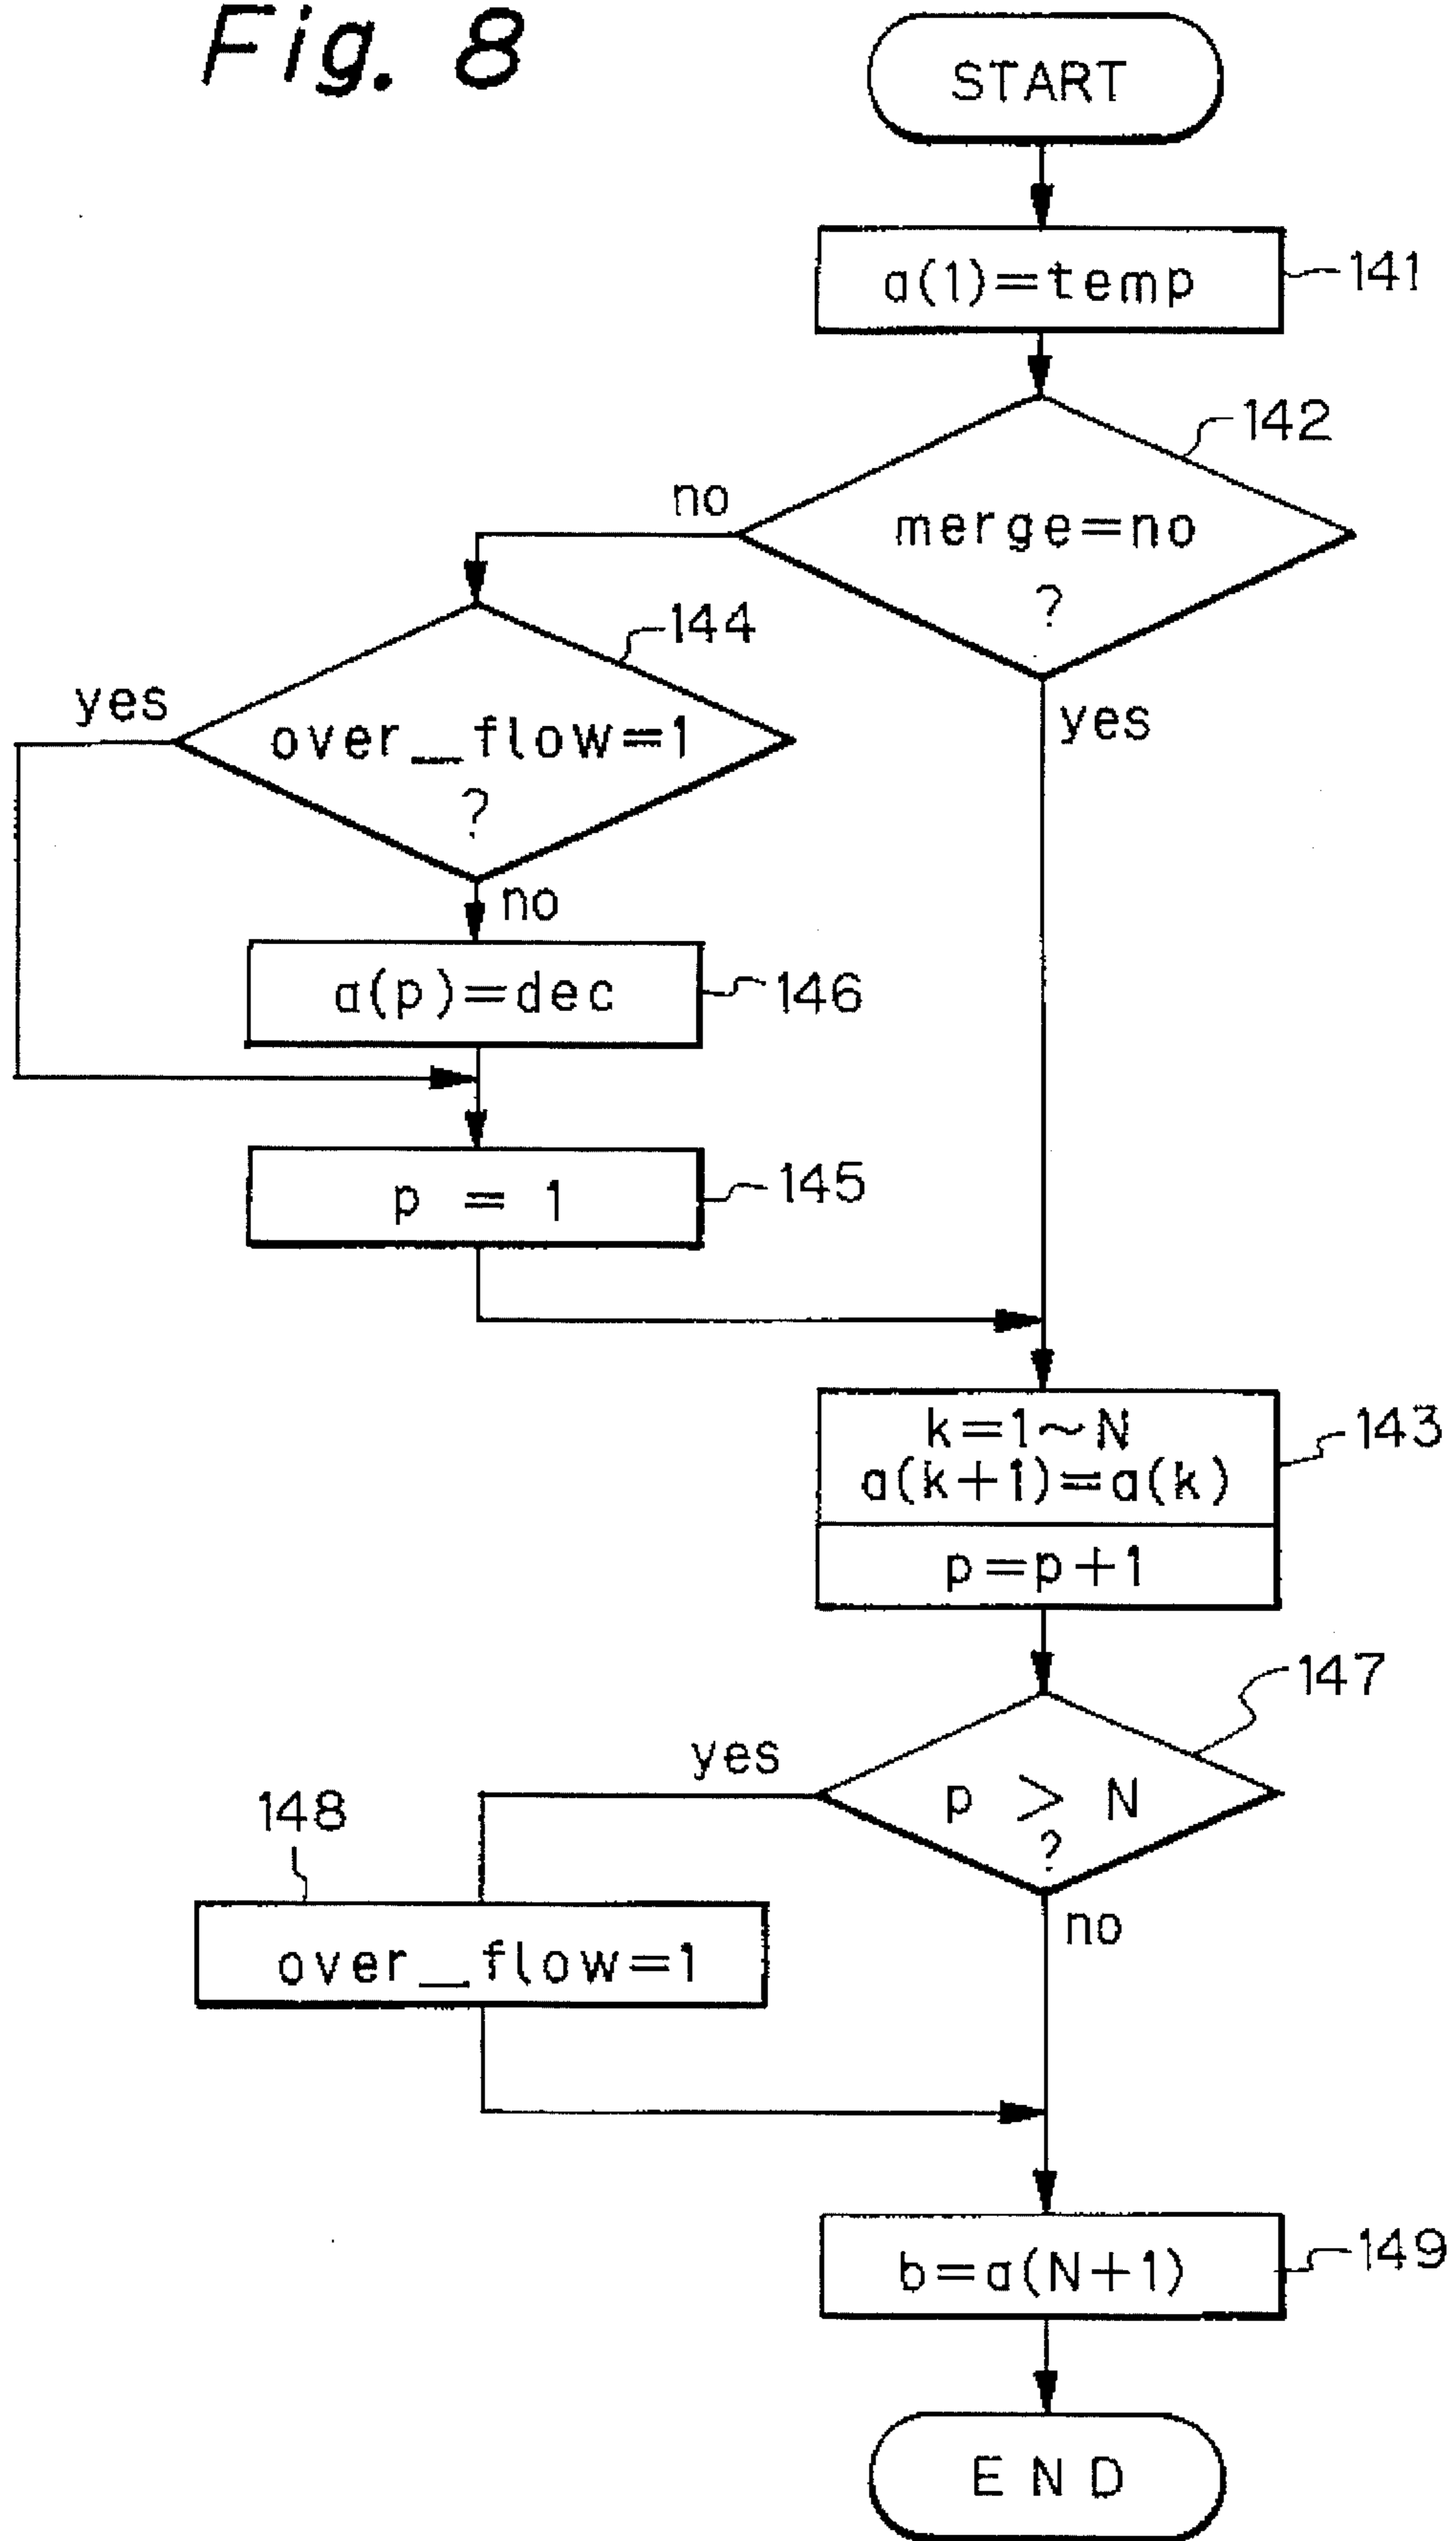 Fig. 8
START
a(1)=temp
141
142
no
merge=no
?
144
yes
yes
over_flow=1
?
no
a(p)=dec
146
p = 1
145
k=1~N
a(k+1)=a(k)
143
p=p+1
147
yes
148
p > N
?
no
over_flow=1
b=a(N+1)
149
END